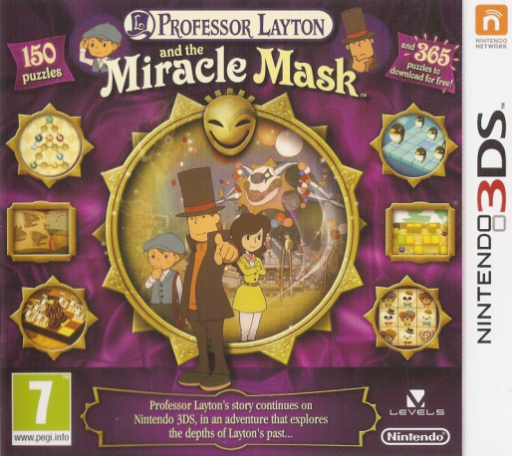 PROFESSOR LAYTON
and the
Miracle Mask™
150
puzzles
and 365
puzzles to
download for free!
NINTENDO
NETWORK
NINTENDO 3DS™
7
www.pegi.info
Professor Layton's story continues on
Nintendo 3DS, in an adventure that explores
the depths of Layton's past...
LEVEL5
Nintendo